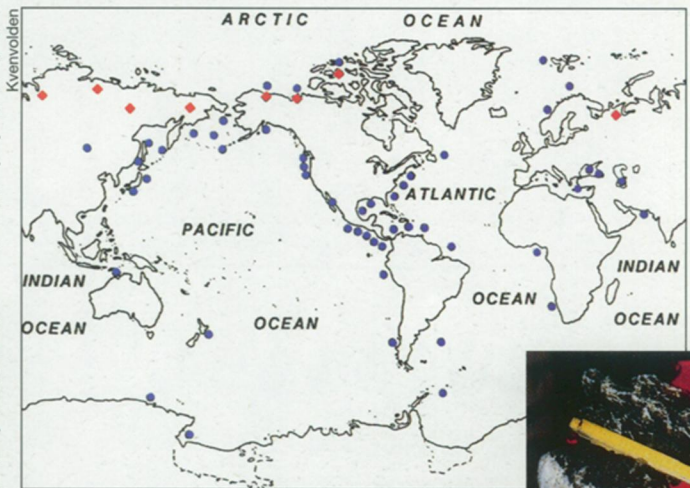 Kvenvolden
ARCTIC OCEAN
ATLANTIC
PACIFIC
INDIAN
INDIAN
OCEAN
OCEAN
OCEAN
OCEAN